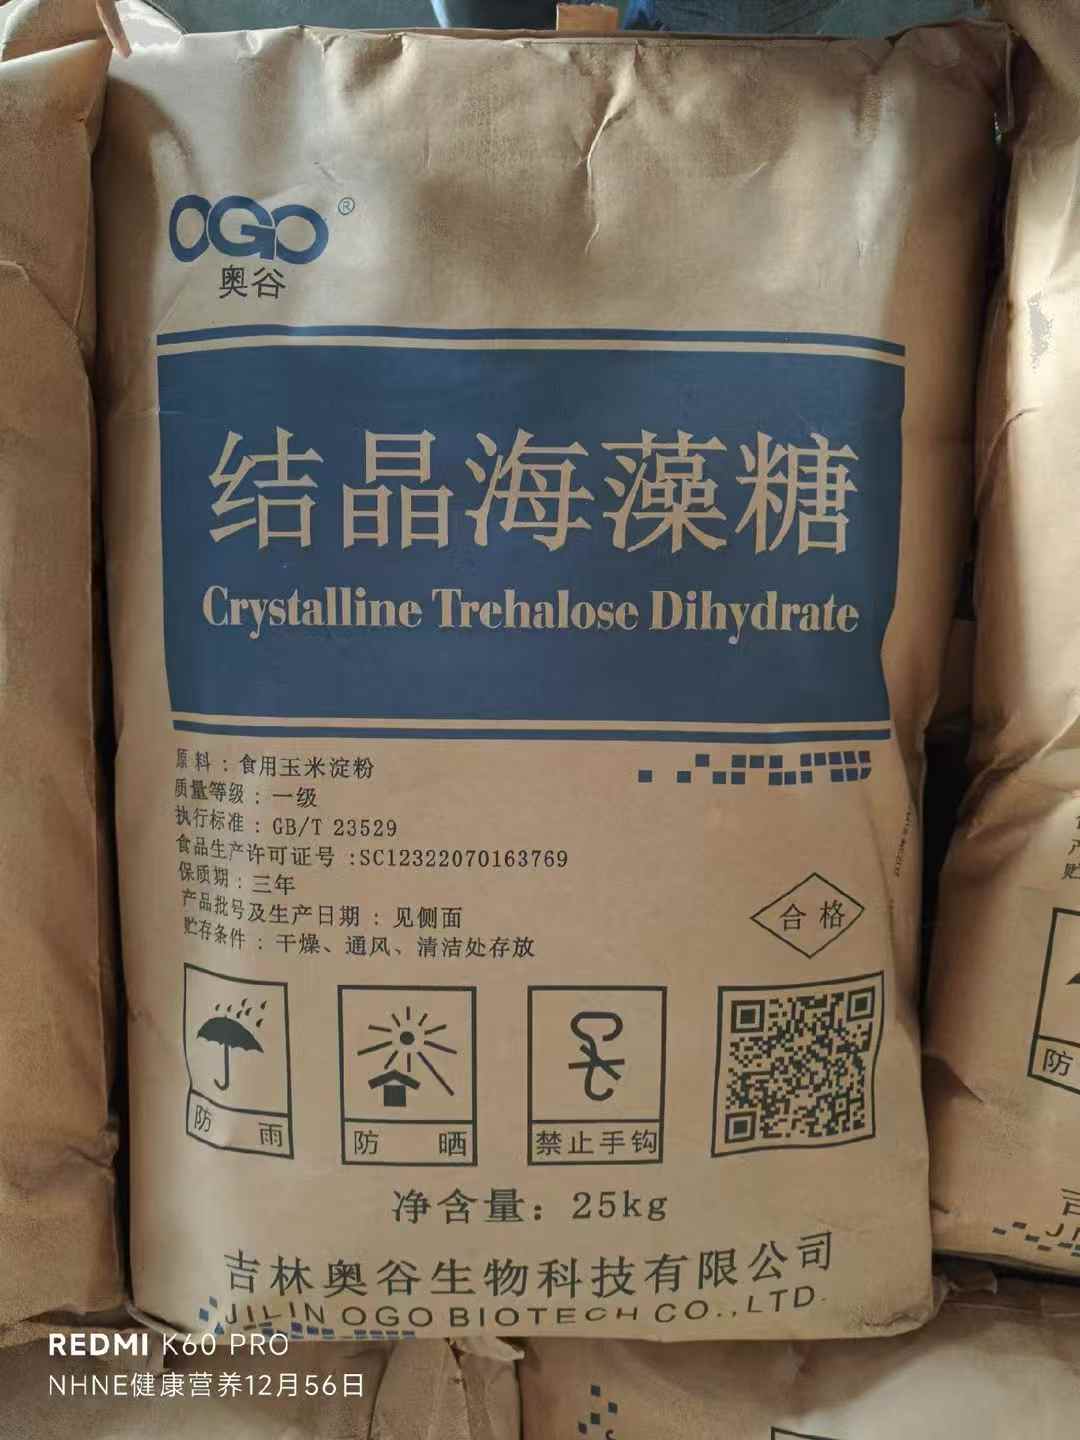 OGO®
奥谷
结晶海藻糖
Crystalline Trehalose Dihydrate
原料：食用玉米淀粉
质量等级：一级
执行标准：GB/T 23529
食品生产许可证号：SC12322070163769
保质期：三年
产品批号及生产日期：见侧面
贮存条件：干燥、通风、清洁处存放
合格
防雨
防晒
禁止手钩
净含量：25kg
吉林奥谷生物科技有限公司
JILIN OGO BIOTECH CO.,LTD.
防
吉
JIL
REDMI K60 PRO
NHNE健康营养12月56日